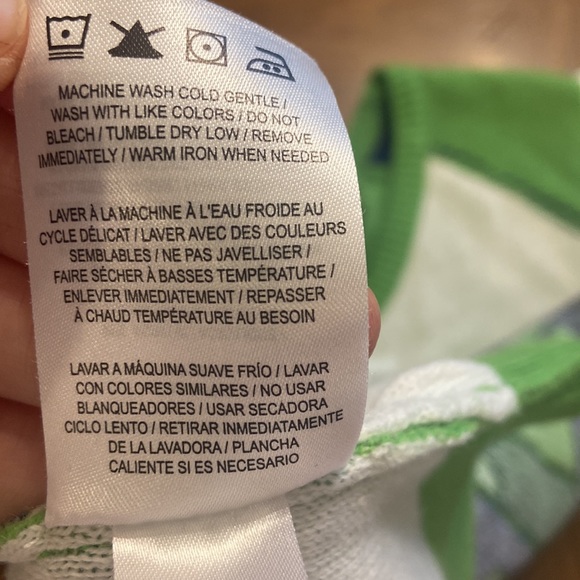 MACHINE WASH COLD GENTLE /
WASH WITH LIKE COLORS / DO NOT
BLEACH / TUMBLE DRY LOW / REMOVE
IMMEDIATELY / WARM IRON WHEN NEEDED
LAVER À LA MACHINE À L'EAU FROIDE AU
CYCLE DÉLICAT / LAVER AVEC DES COULEURS
SEMBLABLES / NE PAS JAVELLISER /
FAIRE SÉCHER À BASSES TEMPÉRATURE /
ENLEVER IMMEDIATEMENT / REPASSER
À CHAUD TEMPÉRATURE AU BESOIN
LAVAR A MÁQUINA SUAVE FRÍO / LAVAR
CON COLORES SIMILARES / NO USAR
BLANQUEADORES / USAR SECADORA
CICLO LENTO / RETIRAR INMEDIATAMENTE
DE LA LAVADORA / PLANCHA
CALIENTE SI ES NECESARIO